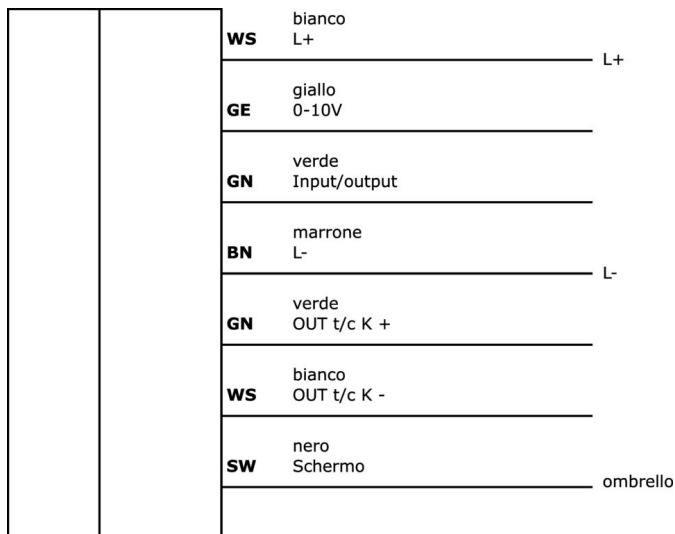 bianco
WS L+
L+
giallo
GE 0-10V
verde
GN Input/output
marrone
BN L-
L-
verde
GN OUT t/c K +
bianco
WS OUT t/c K -
nero
SW Schermo
ombrello